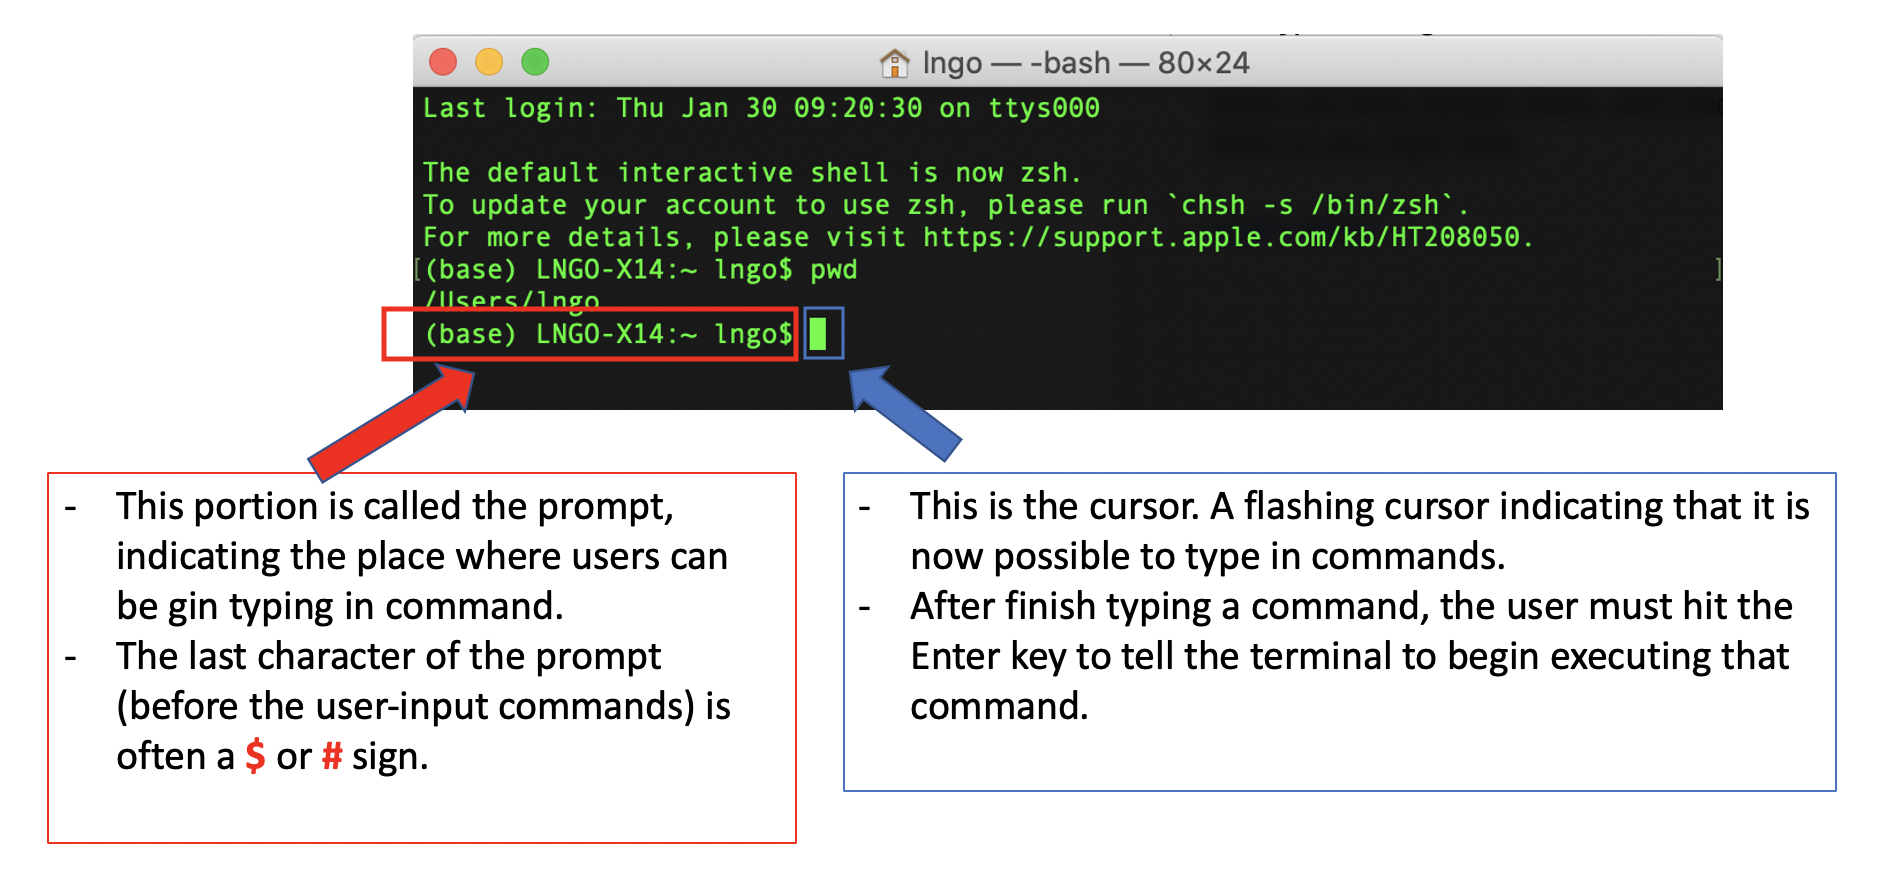 lngo — -bash — 80×24
Last login: Thu Jan 30 09:20:30 on ttys000
The default interactive shell is now zsh.
To update your account to use zsh, please run `chsh -s /bin/zsh`.
For more details, please visit https://support.apple.com/kb/HT208050.
[(base) LNGO-X14:~ lngo$ pwd ]
/Users/lngo
(base) LNGO-X14:~ lngo$
- This portion is called the prompt,
indicating the place where users can
be gin typing in command.
- The last character of the prompt
(before the user-input commands) is
often a $ or # sign.
- This is the cursor. A flashing cursor indicating that it is
now possible to type in commands.
- After finish typing a command, the user must hit the
Enter key to tell the terminal to begin executing that
command.